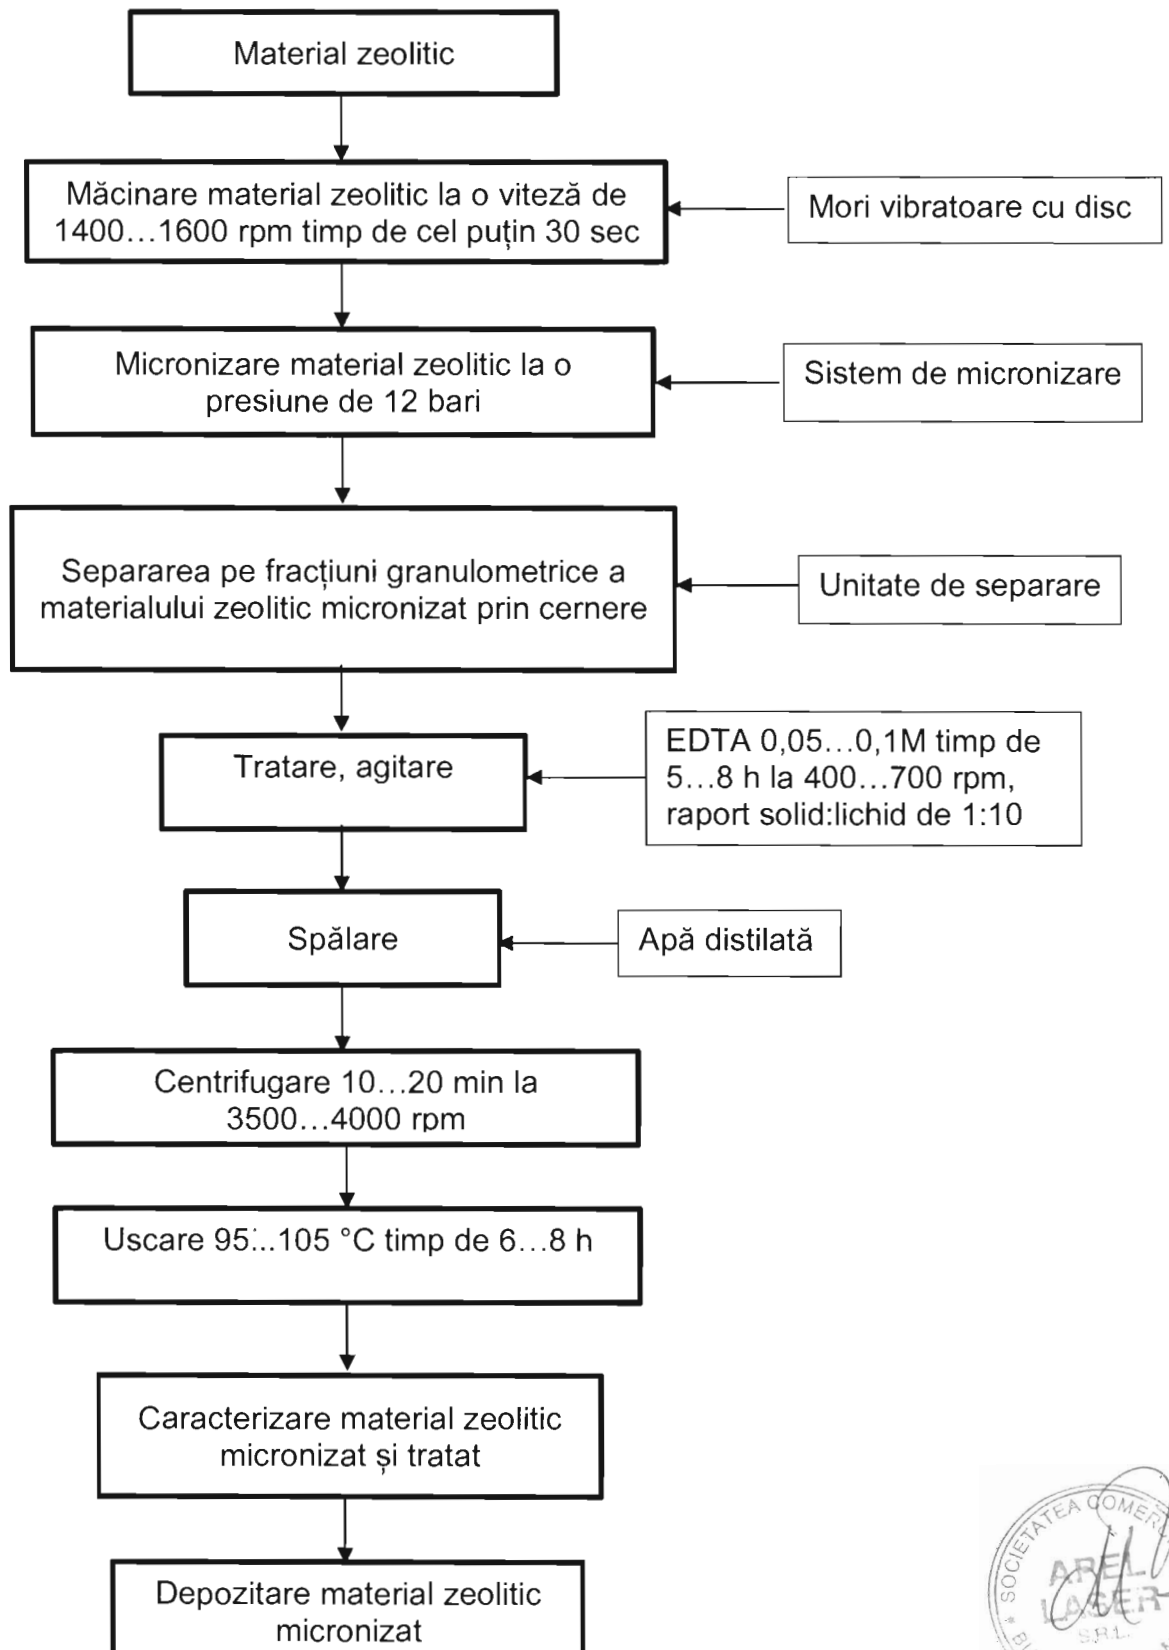 Material zeolitic
Măcinare material zeolitic la o viteză de
1400...1600 rpm timp de cel puțin 30 sec
Mori vibratoare cu disc
Micronizare material zeolitic la o
presiune de 12 bari
Sistem de micronizare
Separarea pe fracțiuni granulometrice a
materialului zeolitic micronizat prin cernere
Unitate de separare
Tratare, agitare
EDTA 0,05...0,1M timp de
5...8 h la 400...700 rpm,
raport solid:lichid de 1:10
Spălare
Apă distilată
Centrifugare 10...20 min la
3500...4000 rpm
Uscare 95...105 °C timp de 6...8 h
Caracterizare material zeolitic
micronizat și tratat
Depozitare material zeolitic
micronizat
SOCIETATEA
AREL
LASER
S.R.L.